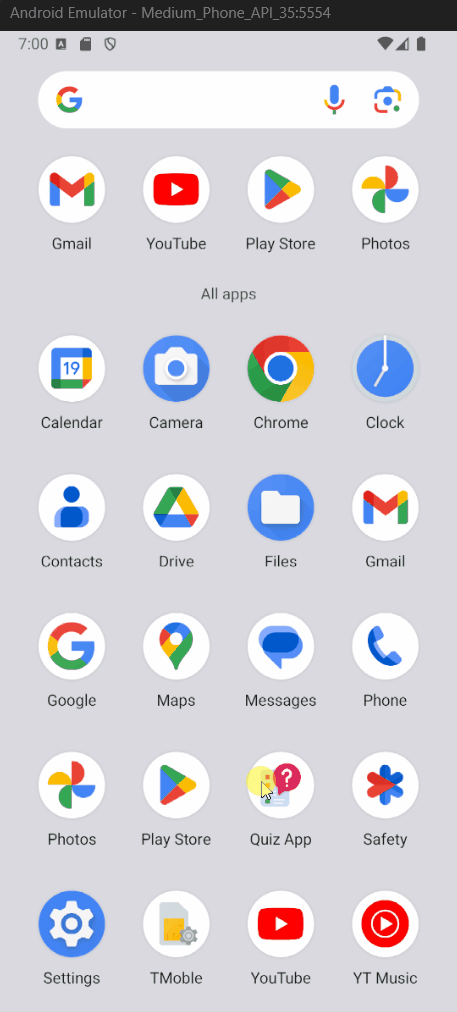 Android Emulator - Medium_Phone_API_35:5554
7:00 A
G
Gmail YouTube Play Store Photos
All apps
19
Calendar Camera Chrome Clock
Contacts Drive Files Gmail
G
Google Maps Messages Phone
?
Photos Play Store Quiz App Safety
Settings TMoble YouTube YT Music